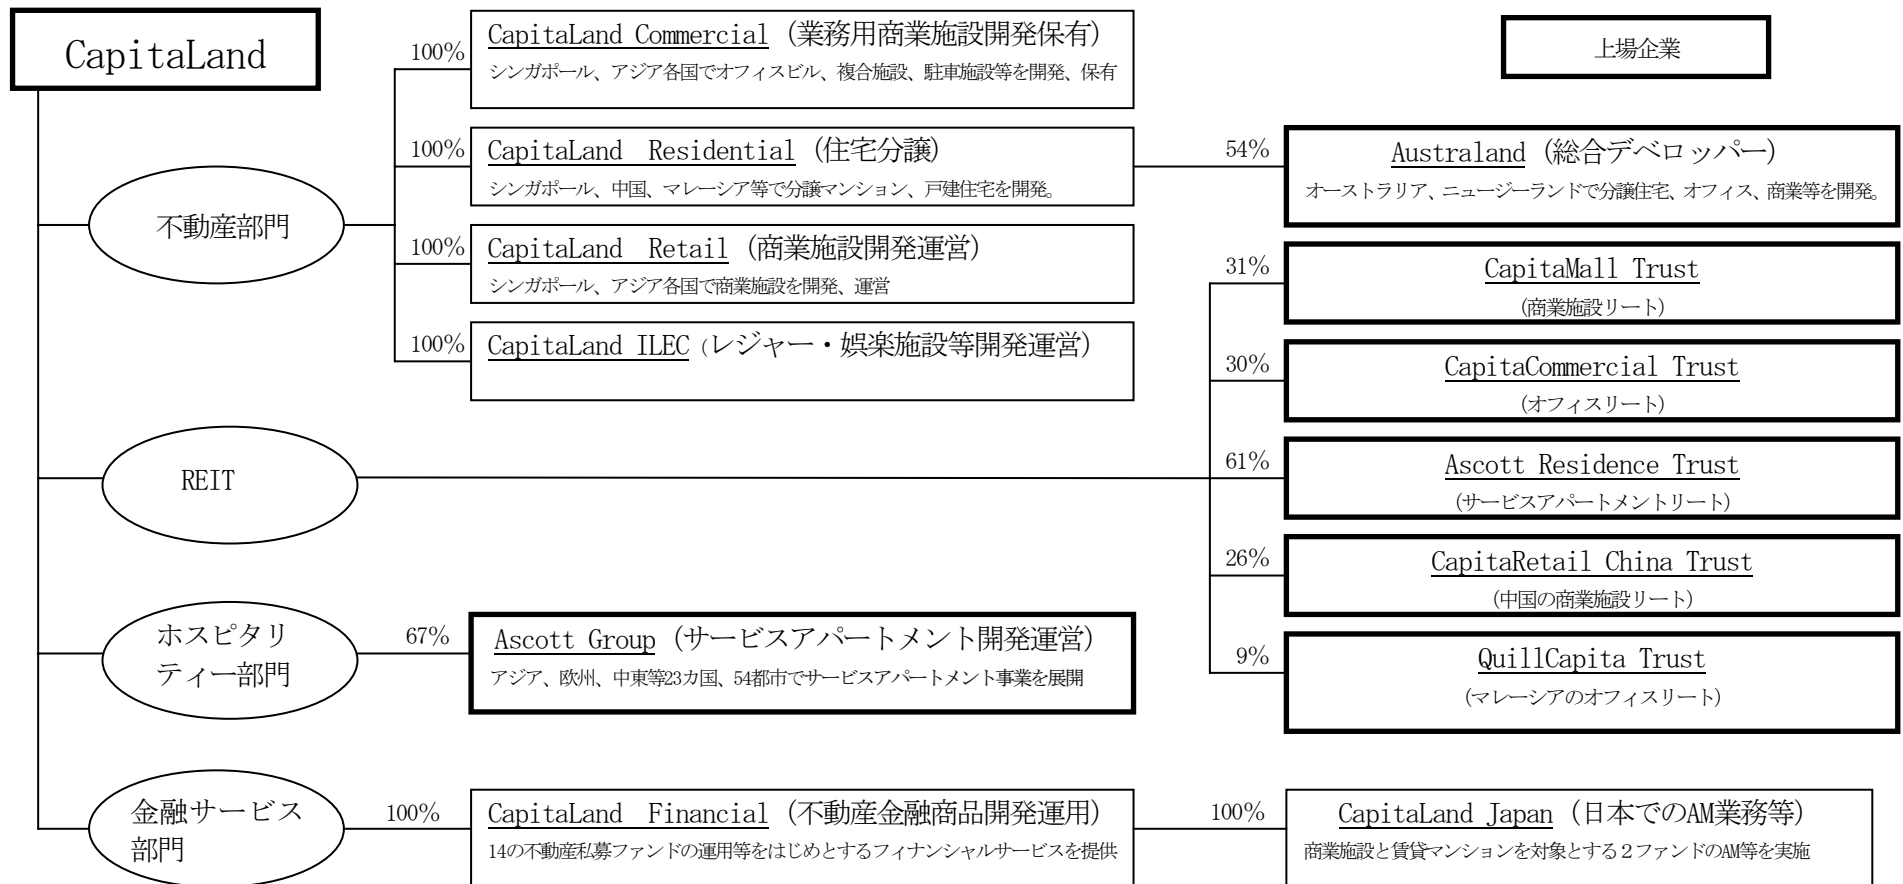 CapitaLand
上場企業
不動産部門
100%
CapitaLand Commercial (業務用商業施設開発保有)
シンガポール、アジア各国でオフィスビル、複合施設、駐車施設等を開発、保有
100%
CapitaLand Residential (住宅分譲)
シンガポール、中国、マレーシア等で分譲マンション、戸建住宅を開発。
54%
Australand (総合デベロッパー)
オーストラリア、ニュージーランドで分譲住宅、オフィス、商業等を開発。
100%
CapitaLand Retail (商業施設開発運営)
シンガポール、アジア各国で商業施設を開発、運営
100%
CapitaLand ILEC (レジャー・娯楽施設等開発運営)
REIT
31%
CapitaMall Trust
(商業施設リート)
30%
CapitaCommercial Trust
(オフィスリート)
61%
Ascott Residence Trust
(サービスアパートメントリート)
26%
CapitaRetail China Trust
(中国の商業施設リート)
9%
QuillCapita Trust
(マレーシアのオフィスリート)
ホスピタリ
ティー部門
67%
Ascott Group (サービスアパートメント開発運営)
アジア、欧州、中東等23カ国、54都市でサービスアパートメント事業を展開
金融サービス
部門
100%
CapitaLand Financial (不動産金融商品開発運用)
14の不動産私募ファンドの運用等をはじめとするフィナンシャルサービスを提供
100%
CapitaLand Japan (日本でのAM業務等)
商業施設と賃貸マンションを対象とする2ファンドのAM等を実施